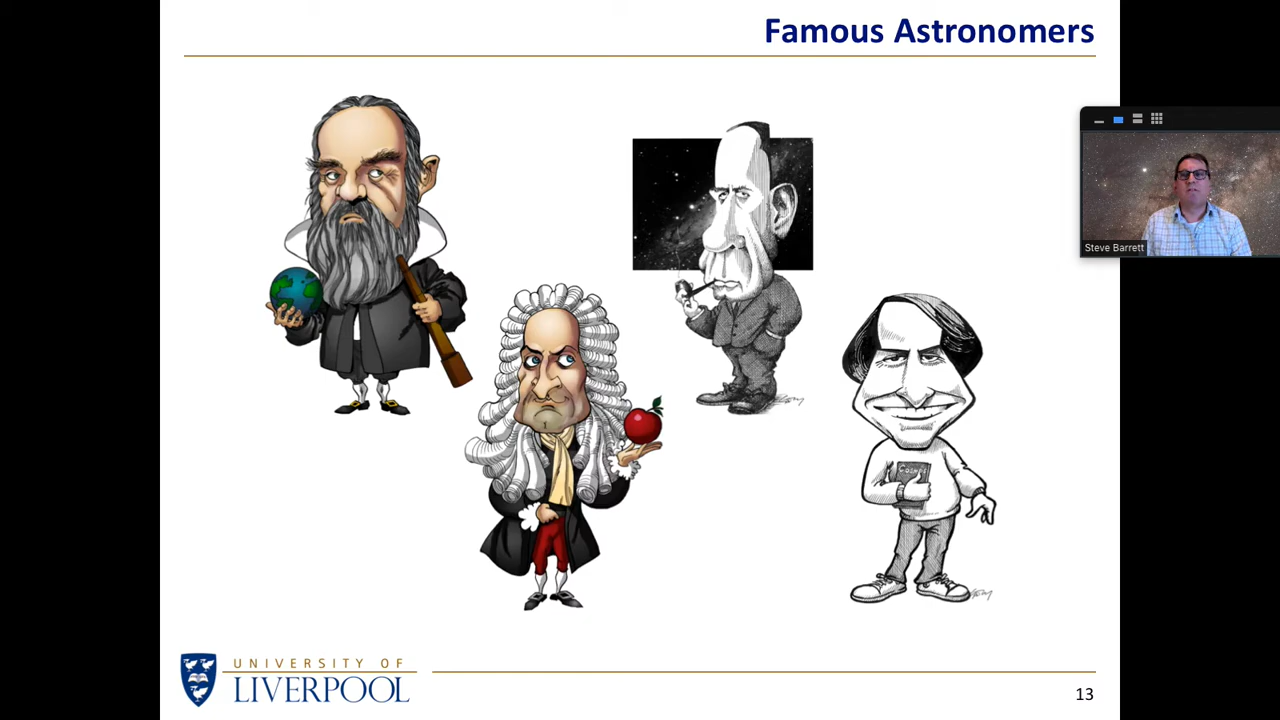 Famous Astronomers
Steve Barrett
UNIVERSITY OF
LIVERPOOL
13